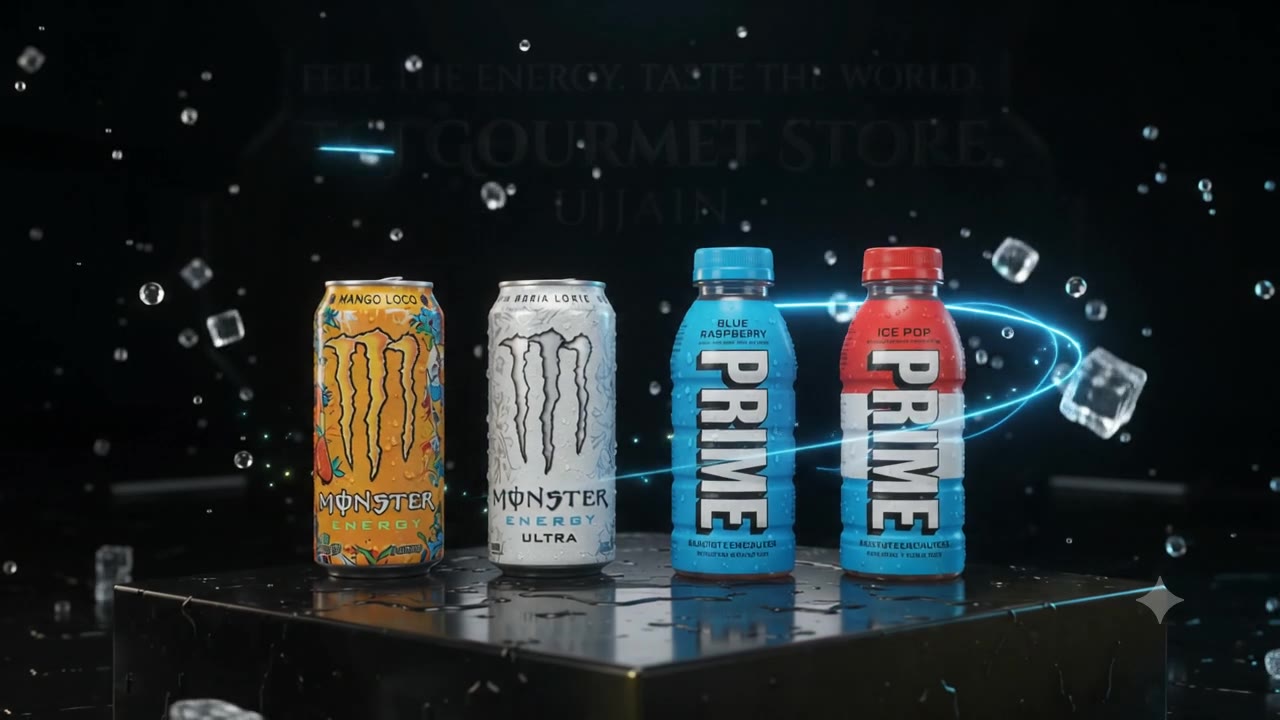 FEEL THE ENERGY. TASTE THE WORLD.
GOURMET STORE
UJJAIN
MANGO LOCO
MONSTER
ENERGY
MONSTER
ENERGY
ULTRA
BLUE
RASPBERRY
PRIME
ICE POP
PRIME